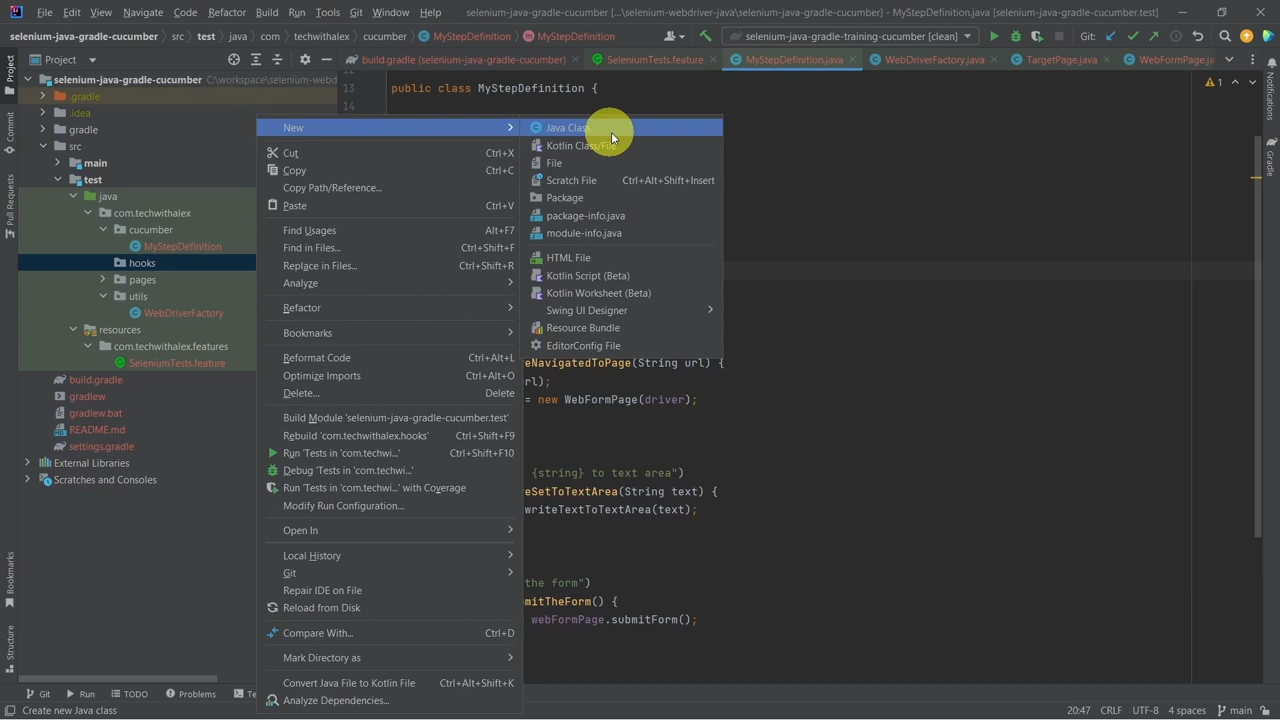 File Edit View Navigate Code Refactor Build Run Tools Git Window Help selenium-java-gradle-cucumber [...\selenium-webdriver-java\selenium-cucumber] - MyStepDefinition.java [selenium-java-gradle-cucumber.test]
selenium-java-gradle-cucumber src test java com techwithalex cucumber MyStepDefinition MyStepDefinition selenium-java-gradle-training-cucumber [clean] Git:
Project
build.gradle (selenium-java-gradle-cucumber) SeleniumTests.feature MyStepDefinition.java WebDriverFactory.java TargetPage.java WebFormPage.j
selenium-java-gradle-cucumber C:\workspace\selenium-webd
.gradle
.idea
gradle
src
main
test
java
com.techwithalex
cucumber
MyStepDefinition
hooks
pages
utils
WebDriverFactory
resources
com.techwithalex.features
SeleniumTests.feature
build.gradle
gradlew
gradlew.bat
README.md
settings.gradle
External Libraries
Scratches and Consoles
Project
Commit
Pull Requests
Bookmarks
Structure
12
13 public class MyStepDefinition {
14
1
New
Cut Ctrl+X
Copy Ctrl+C
Copy Path/Reference...
Paste Ctrl+V
Find Usages Alt+F7
Find in Files... Ctrl+Shift+F
Replace in Files... Ctrl+Shift+R
Analyze
Refactor
Bookmarks
Reformat Code Ctrl+Alt+L
Optimize Imports Ctrl+Alt+O
Delete... Delete
Build Module 'selenium-java-gradle-cucumber.test'
Rebuild 'com.techwithalex.hooks' Ctrl+Shift+F9
Run 'Tests in 'com.techwi...' Ctrl+Shift+F10
Debug 'Tests in 'com.techwi...'
Run 'Tests in 'com.techwi...' with Coverage
Modify Run Configuration...
Open In
Local History
Git
Repair IDE on File
Reload from Disk
Compare With... Ctrl+D
Mark Directory as
Convert Java File to Kotlin File Ctrl+Alt+Shift+K
Analyze Dependencies...
Java Class
Kotlin Class/File
File
Scratch File Ctrl+Alt+Shift+Insert
Package
package-info.java
module-info.java
HTML File
Kotlin Script (Beta)
Kotlin Worksheet (Beta)
Swing UI Designer
Resource Bundle
EditorConfig File
eNavigatedToPage(String url) {
rl);
= new WebFormPage(driver);
{string} to text area")
eSetToTextArea(String text) {
writeTextToTextArea(text);
the form")
mitTheForm() {
webFormPage.submitForm();
Notifications
Gradle
Git Run TODO Problems Te
Create new Java class 20:47 CRLF UTF-8 4 spaces main